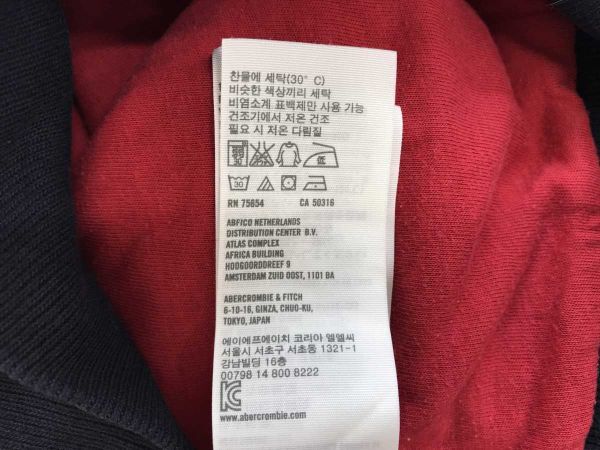 찬물에 세탁(30° C)
비슷한 색상끼리 세탁
비염소계 표백제만 사용 가능
건조기에서 저온 건조
필요 시 저온 다림질
30
RN 75654 CA 50316
ABFICO NETHERLANDS
DISTRIBUTION CENTER B.V.
ATLAS COMPLEX
AFRICA BUILDING
HOOGOORDDREEF 9
AMSTERDAM ZUID OOST, 1101 BA
ABERCROMBIE & FITCH
6-10-16, GINZA, CHUO-KU,
TOKYO, JAPAN
에이에프에이치 코리아 엘엘씨
서울시 서초구 서초동 1321-1
강남빌딩 16층
00798 14 800 8222
www.abercrombie.com